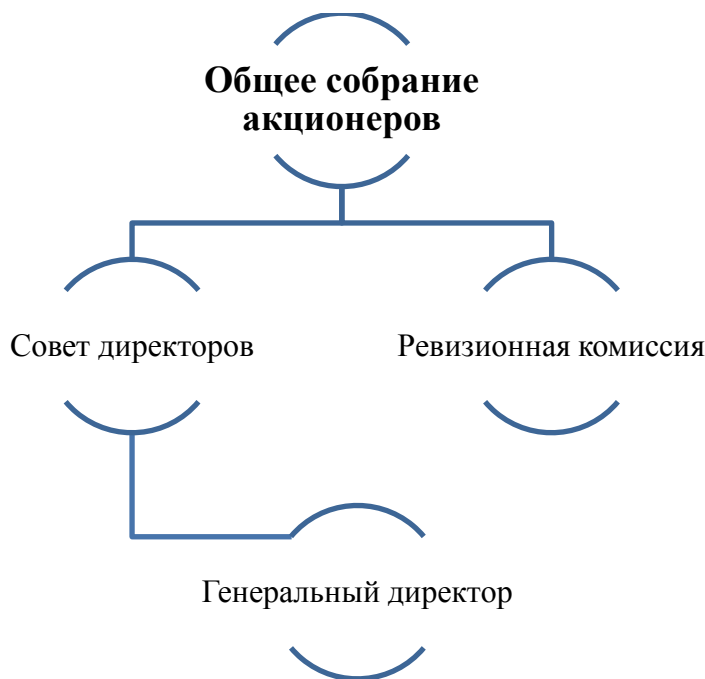 Общее собрание
акционеров
Совет директоров
Ревизионная комиссия
Генеральный директор